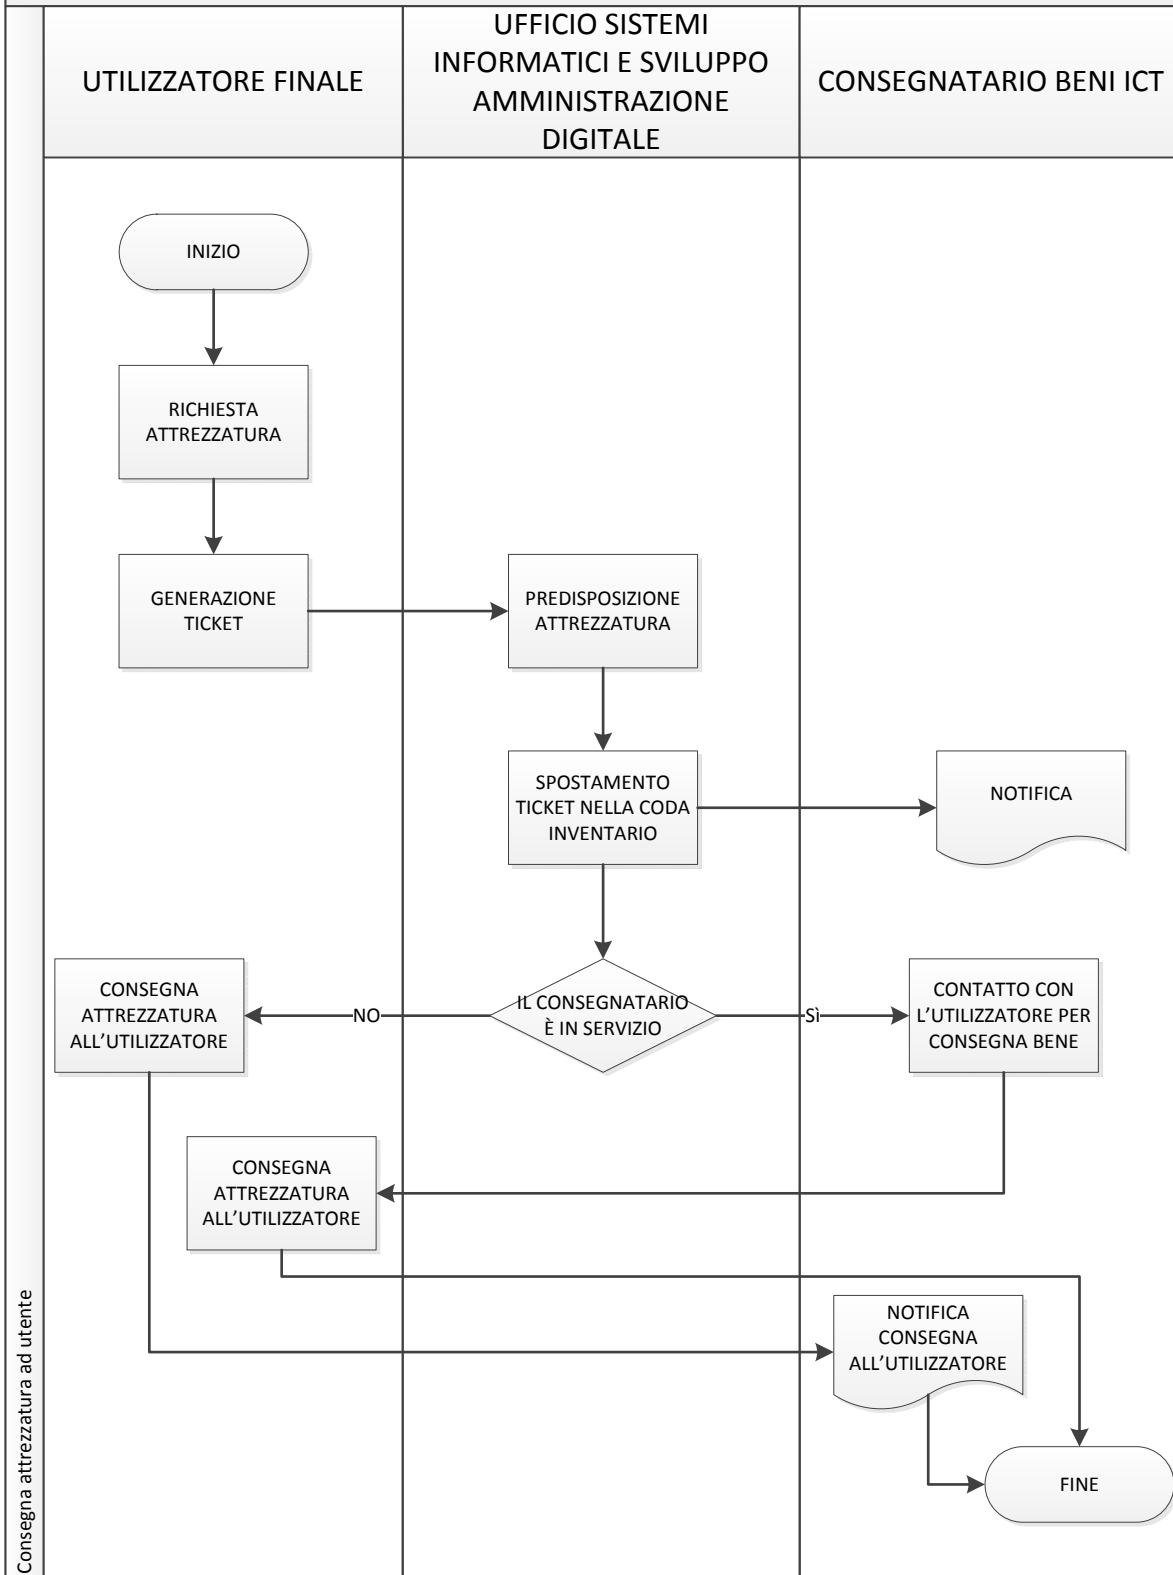 UTILIZZATORE FINALE
UFFICIO SISTEMI
INFORMATICI E SVILUPPO
AMMINISTRAZIONE
DIGITALE
CONSEGNATARIO BENI ICT
INIZIO
RICHIESTA
ATTREZZATURA
GENERAZIONE
TICKET
PREDISPOSIZIONE
ATTREZZATURA
SPOSTAMENTO
TICKET NELLA CODA
INVENTARIO
NOTIFICA
CONSEGNA
ATTREZZATURA
ALL’UTILIZZATORE
NO
IL CONSEGNATARIO
È IN SERVIZIO
Sì
CONTATTO CON
L’UTILIZZATORE PER
CONSEGNA BENE
CONSEGNA
ATTREZZATURA
ALL’UTILIZZATORE
NOTIFICA
CONSEGNA
ALL’UTILIZZATORE
FINE
Consegna attrezzatura ad utente